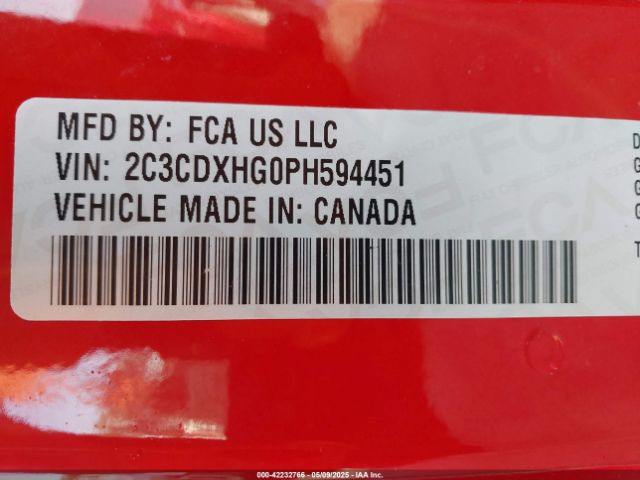 MFD BY: FCA US LLC
VIN: 2C3CDXHG0PH594451
VEHICLE MADE IN: CANADA
D
G
G
G
T
000-42232766 — 05/09/2025 — IAA Inc.